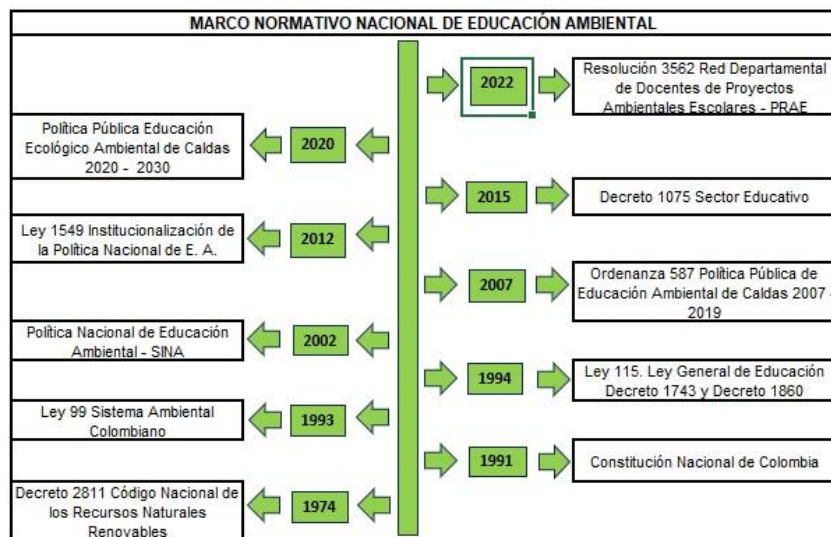 MARCO NORMATIVO NACIONAL DE EDUCACIÓN AMBIENTAL
2022
Resolución 3562 Red Departamental
de Docentes de Proyectos
Ambientales Escolares - PRAE
Política Pública Educación
Ecológico Ambiental de Caldas
2020 - 2030
2020
2015
Decreto 1075 Sector Educativo
Ley 1549 Institucionalización de
la Política Nacional de E. A.
2012
2007
Ordenanza 587 Política Pública de
Educación Ambiental de Caldas 2007 -
2019
Política Nacional de Educación
Ambiental - SINA
2002
1994
Ley 115. Ley General de Educación
Decreto 1743 y Decreto 1860
Ley 99 Sistema Ambiental
Colombiano
1993
1991
Constitución Nacional de Colombia
Decreto 2811 Código Nacional de
los Recursos Naturales
Renovables
1974